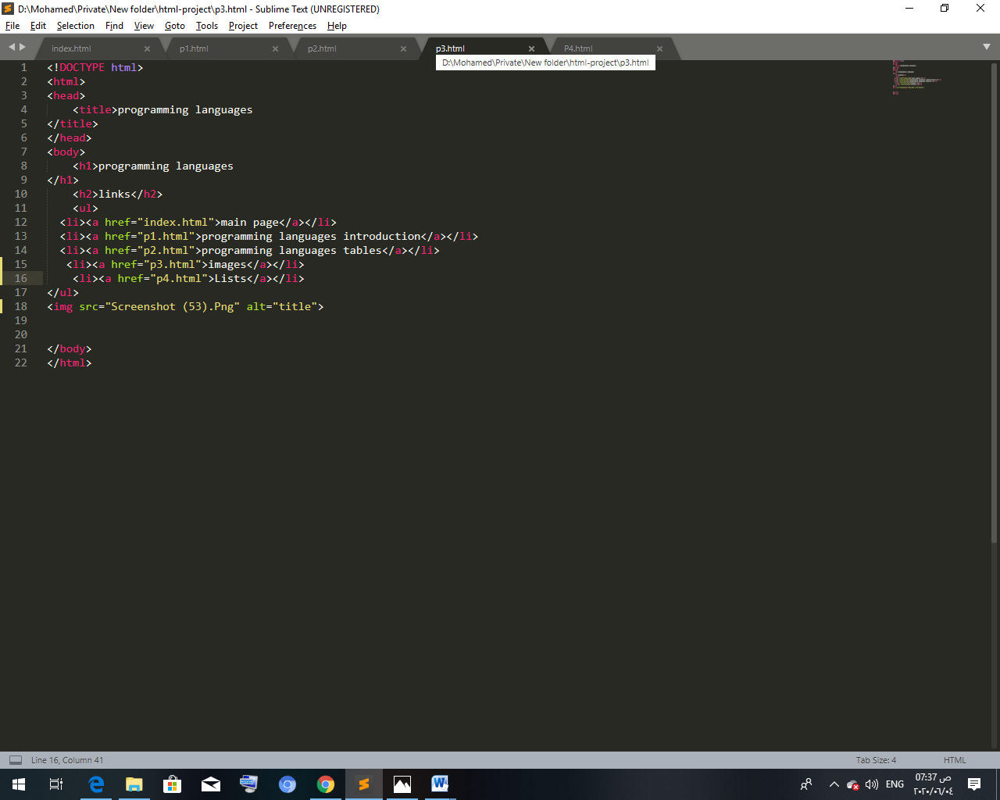 D:\Mohamed\Private\New folder\html-project\p3.html - Sublime Text (UNREGISTERED)
File Edit Selection Find View Goto Tools Project Preferences Help
index.html p1.html p2.html p3.html P4.html
D:\Mohamed\Private\New folder\html-project\p3.html
1 <!DOCTYPE html>
2 <html>
3 <head>
4 <title>programming languages
5 </title>
6 </head>
7 <body>
8 <h1>programming languages
9 </h1>
10 <h2>links</h2>
11 <ul>
12 <li><a href="index.html">main page</a></li>
13 <li><a href="p1.html">programming languages introduction</a></li>
14 <li><a href="p2.html">programming languages tables</a></li>
15 <li><a href="p3.html">images</a></li>
16 <li><a href="p4.html">Lists</a></li>
17 </ul>
18 <img src="Screenshot (53).Png" alt="title">
19
20
21 </body>
22 </html>
Line 16, Column 41 Tab Size: 4 HTML
ENG
07:37 ص
٢٠٢٠/٠٦/٠٤